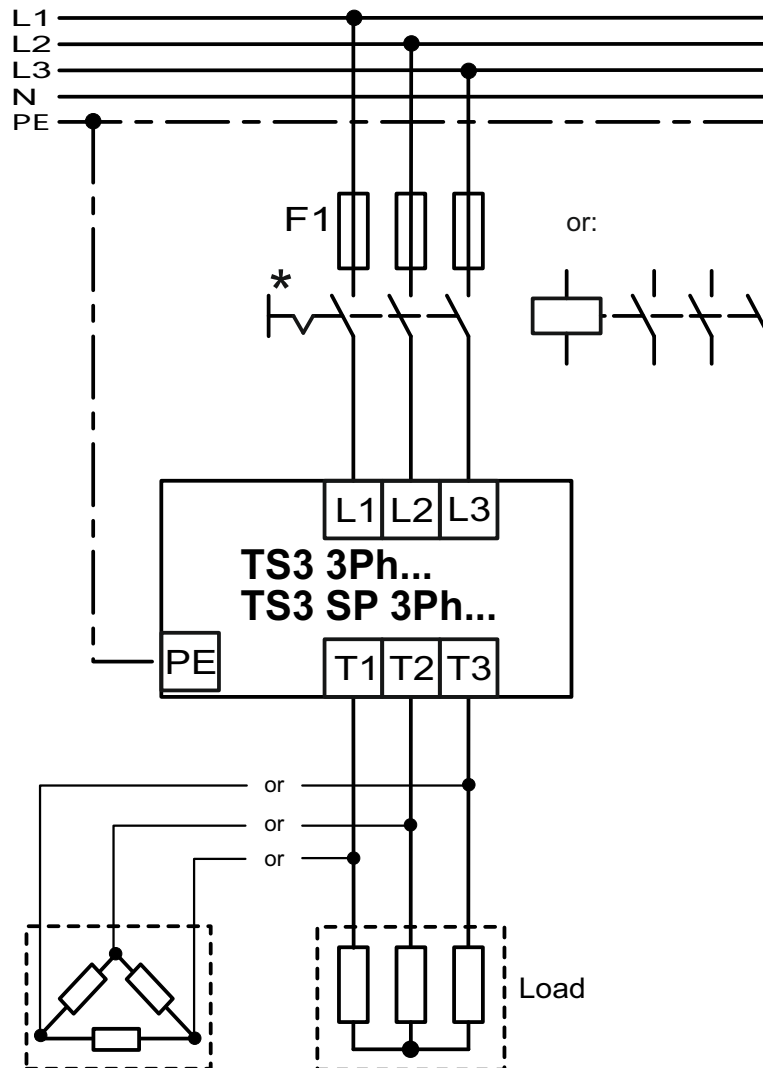 L1
L2
L3
N
PE
F1
or:
*
L1 L2 L3
TS3 3Ph...
TS3 SP 3Ph...
PE
T1 T2 T3
or
or
or
Load